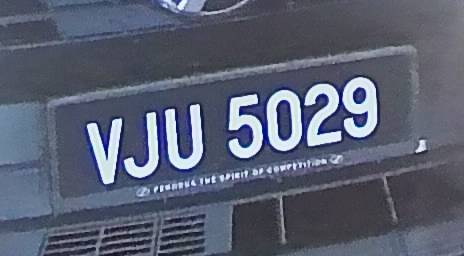 VJU 5029
PERODUA THE SPIRIT OF COMPETITION